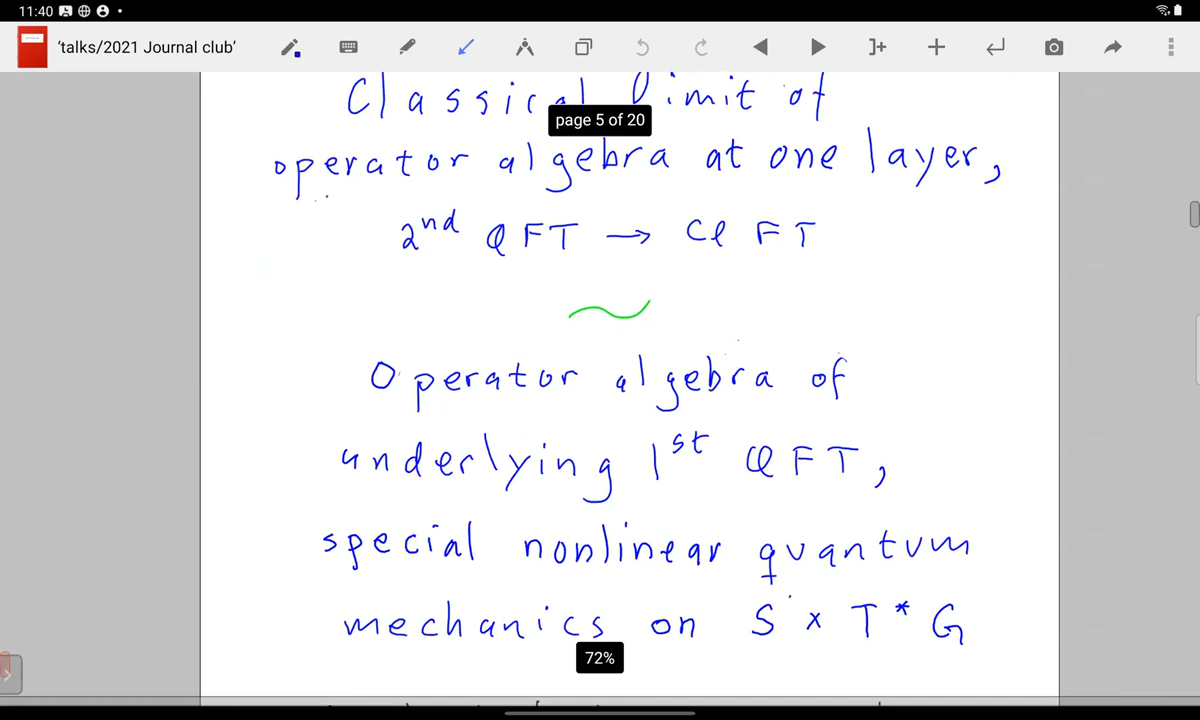 11:40
'talks/2021 Journal club'
Classical limit of
page 5 of 20
operator algebra at one layer,
2nd QFT → Cl FT
~
Operator algebra of
underlying 1st QFT,
special nonlinear quantum
mechanics on S x T* G
72%